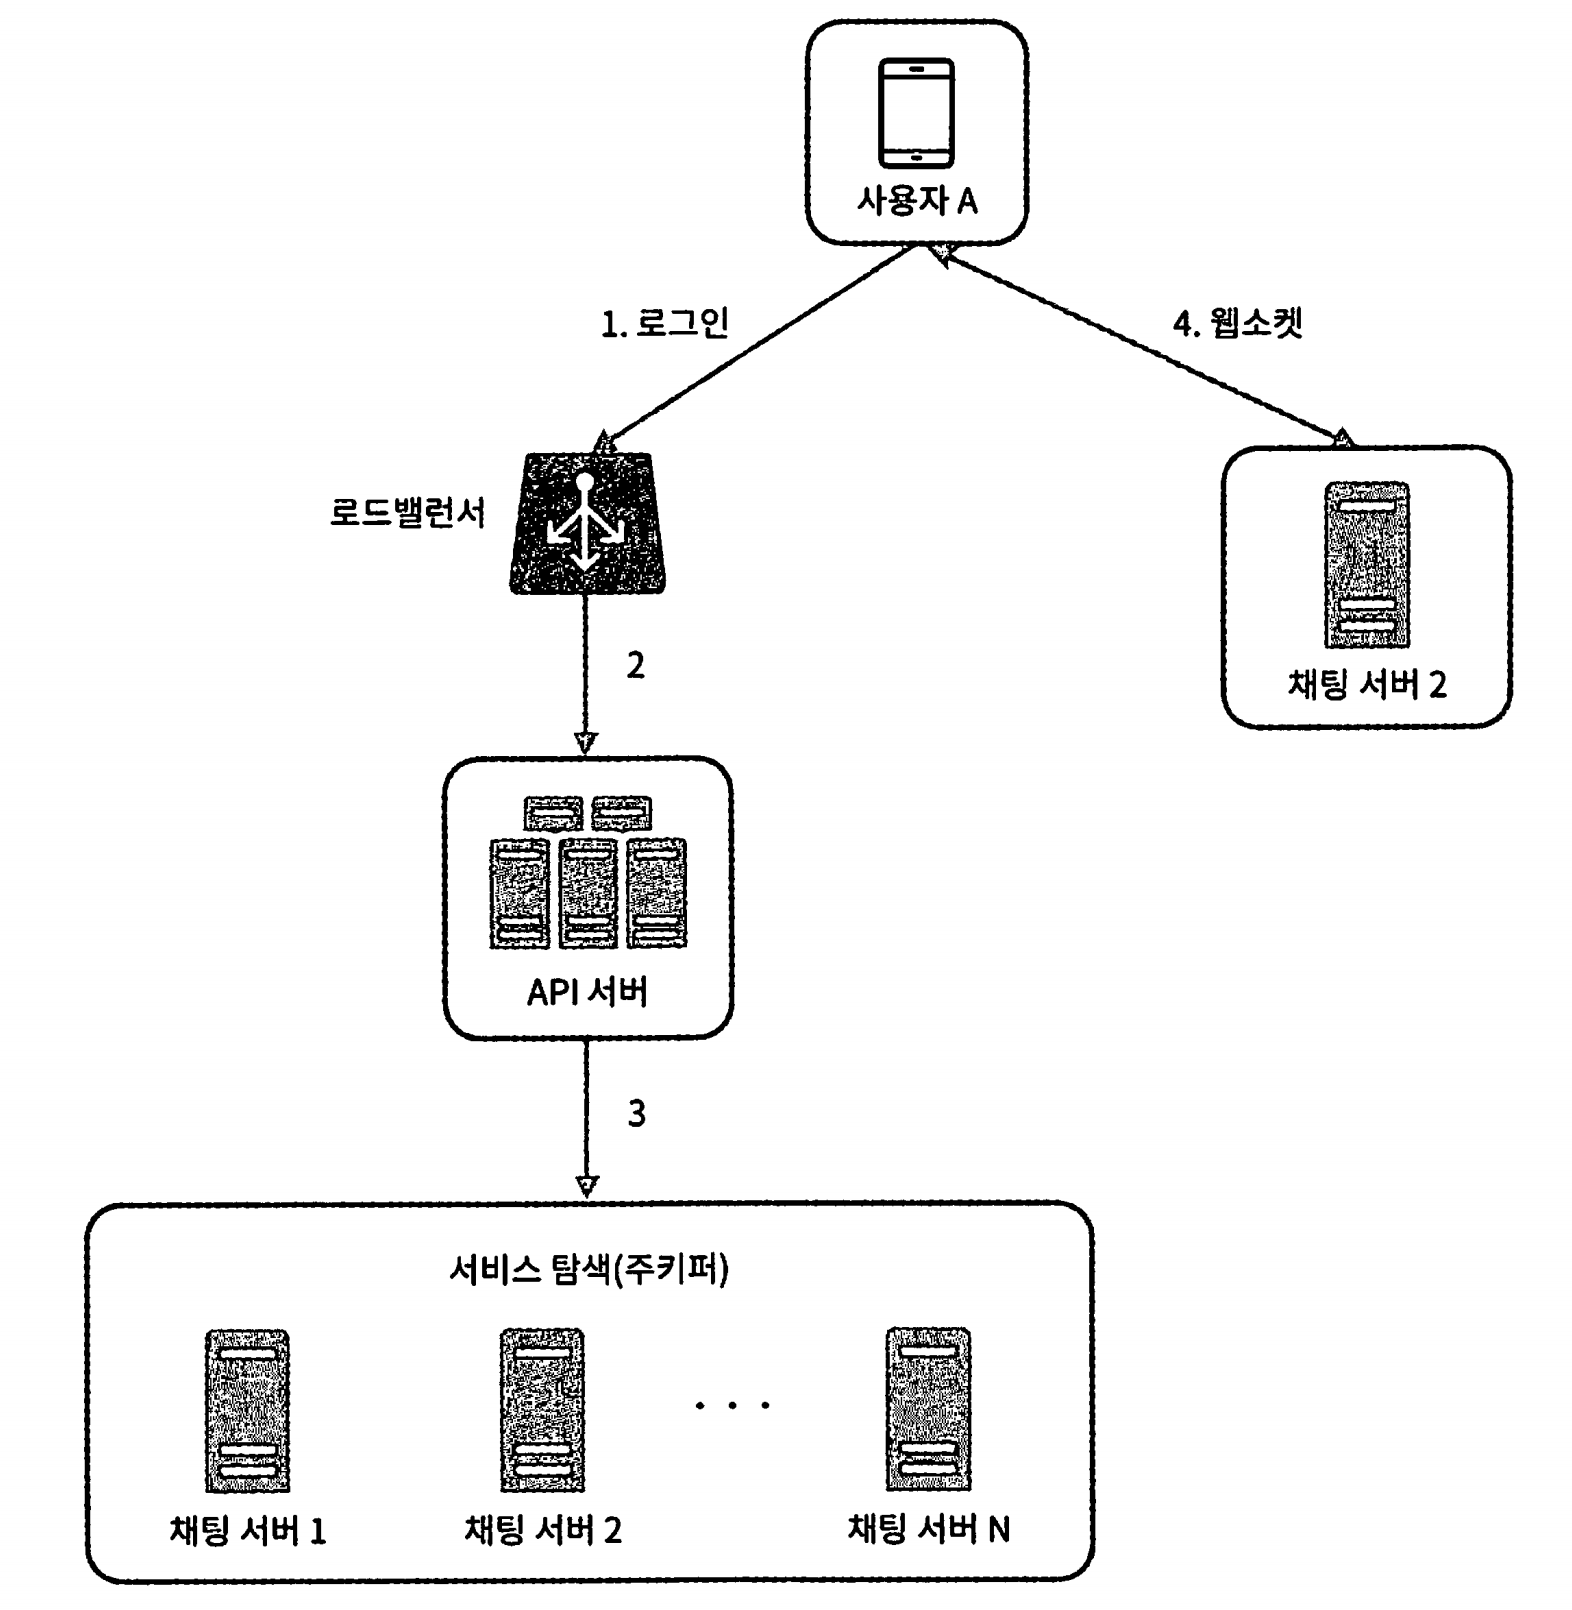 사용자 A
1. 로그인
4. 웹소켓
로드밸런서
2
채팅 서버 2
API 서버
3
서비스 탐색(주키퍼)
. . .
채팅 서버 1
채팅 서버 2
채팅 서버 N